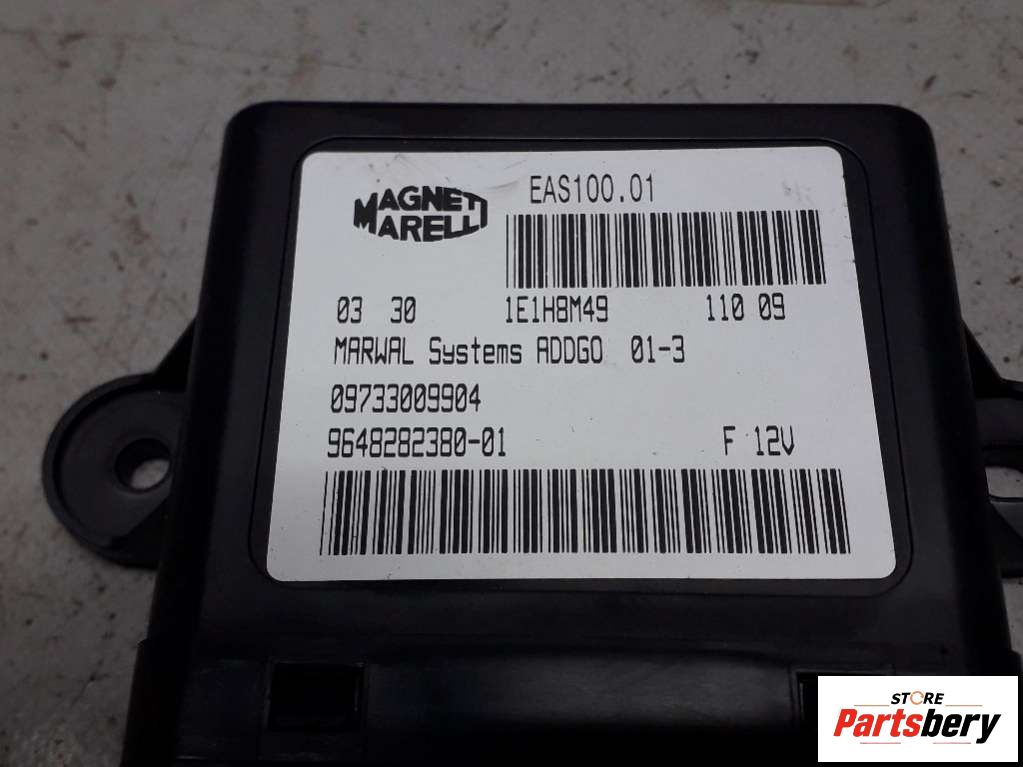 MAGNETI
MARELLI
EAS100.01
03 30 1E1H8M49 110 09
MARWAL Systems ADDGO 01-3
09733009904
9648282380-01 F 12V
STORE
Partsbery